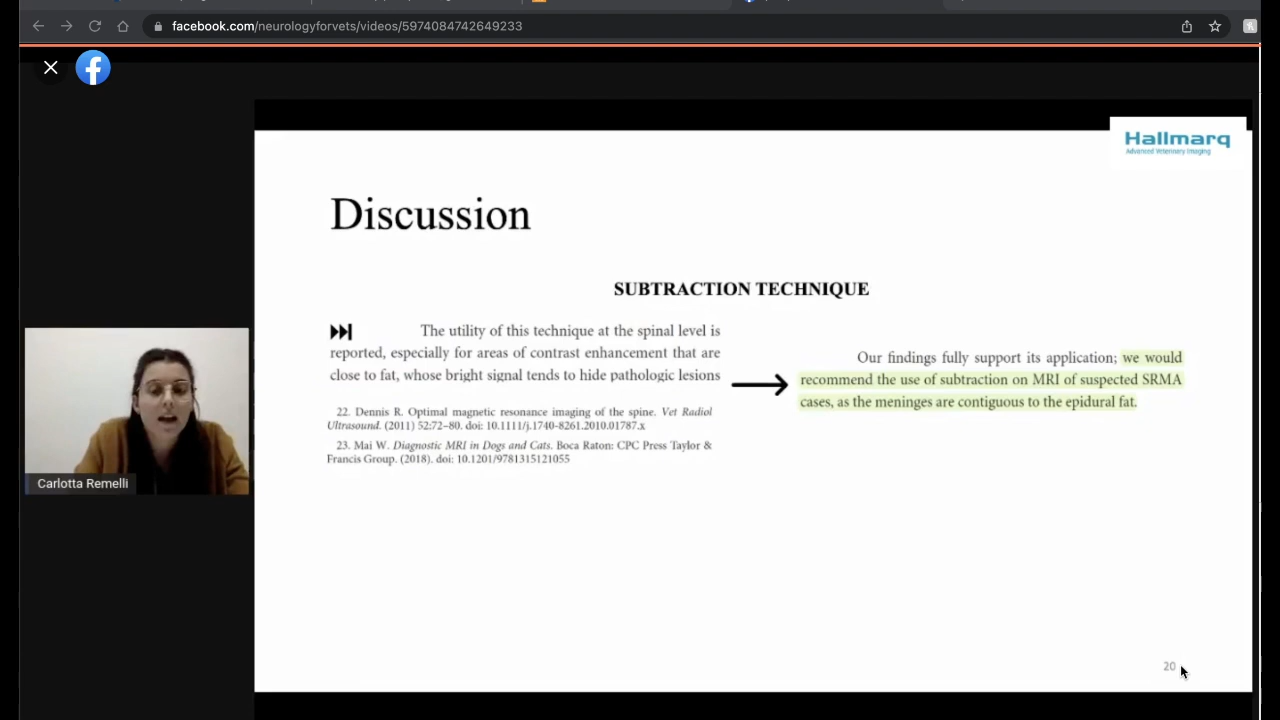 facebook.com/neurologyforvets/videos/5974084742649233
Hallmarq
Advanced Veterinary Imaging
Discussion
SUBTRACTION TECHNIQUE
The utility of this technique at the spinal level is
reported, especially for areas of contrast enhancement that are
close to fat, whose bright signal tends to hide pathologic lesions
22. Dennis R. Optimal magnetic resonance imaging of the spine. Vet Radiol
Ultrasound. (2011) 52:72–80. doi: 10.1111/j.1740-8261.2010.01787.x
23. Mai W. Diagnostic MRI in Dogs and Cats. Boca Raton: CPC Press Taylor &
Francis Group. (2018). doi: 10.1201/9781315121055
Our findings fully support its application; we would
recommend the use of subtraction on MRI of suspected SRMA
cases, as the meninges are contiguous to the epidural fat.
Carlotta Remelli
20